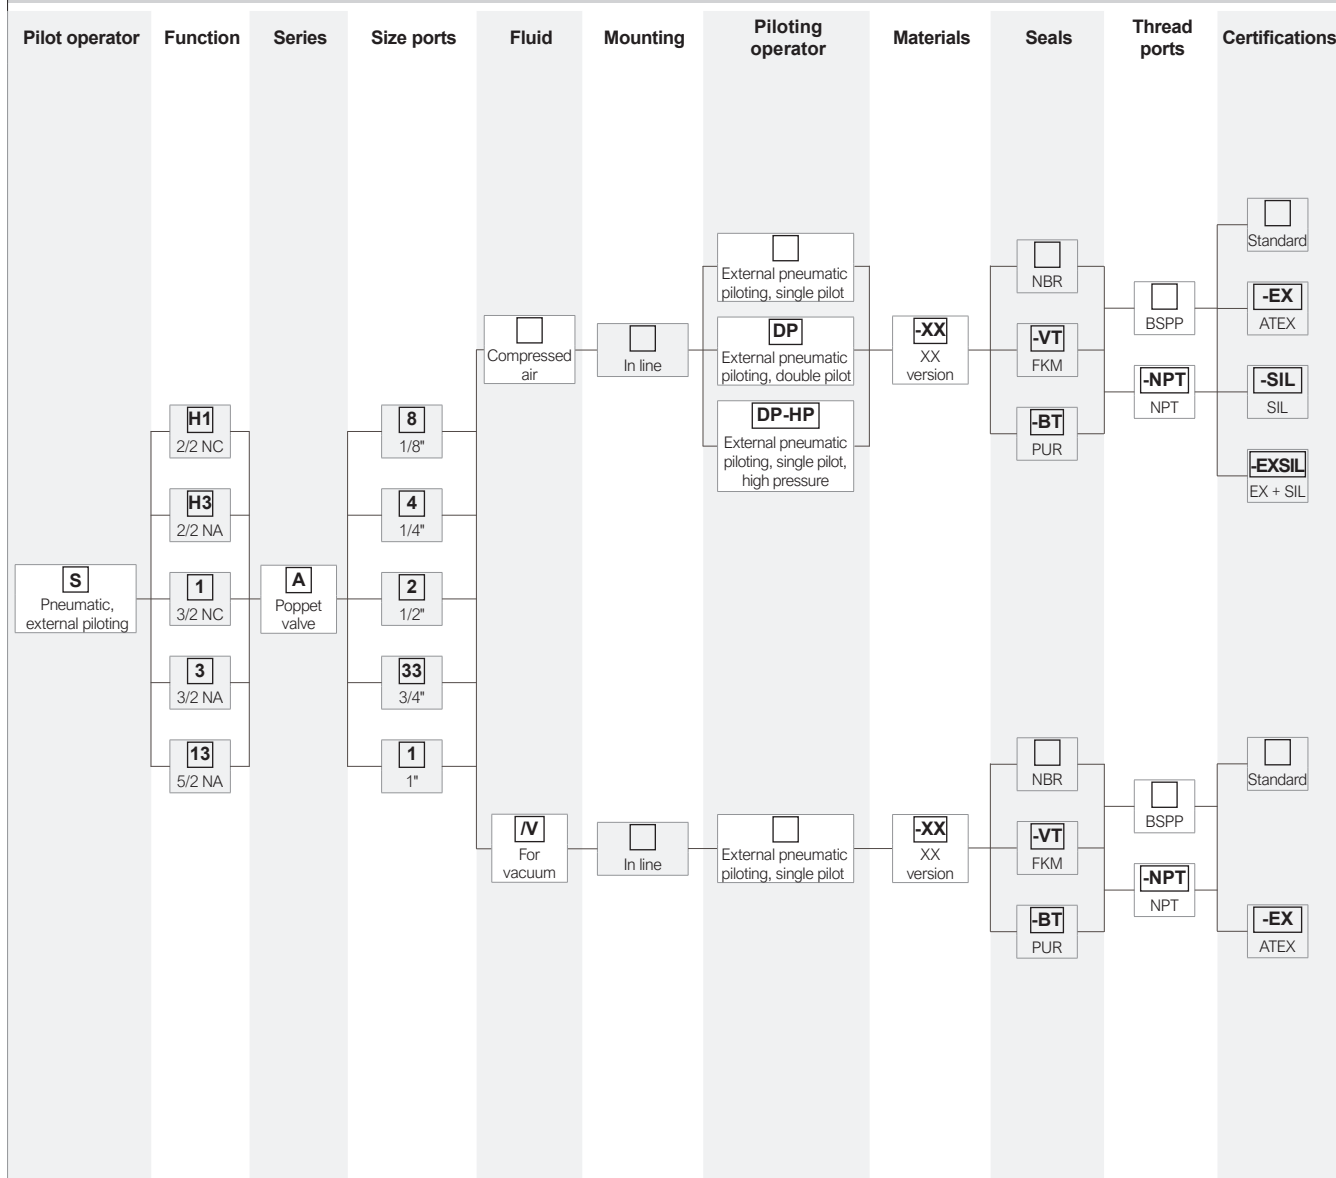 Pilot operator
Function
Series
Size ports
Fluid
Mounting
Piloting
operator
Materials
Seals
Thread
ports
Certifications
S
Pneumatic,
external piloting
H1
2/2 NC
H3
2/2 NA
1
3/2 NC
3
3/2 NA
13
5/2 NA
A
Poppet
valve
8
1/8"
4
1/4"
2
1/2"
33
3/4"
1
1"
Compressed
air
In line
External pneumatic
piloting, single pilot
DP
External pneumatic
piloting, double pilot
DP-HP
External pneumatic
piloting, single pilot,
high pressure
-XX
XX
version
NBR
-VT
FKM
-BT
PUR
BSPP
-NPT
NPT
Standard
-EX
ATEX
-SIL
SIL
-EXSIL
EX + SIL
/V
For
vacuum
In line
External pneumatic
piloting, single pilot
-XX
XX
version
NBR
-VT
FKM
-BT
PUR
BSPP
-NPT
NPT
Standard
-EX
ATEX